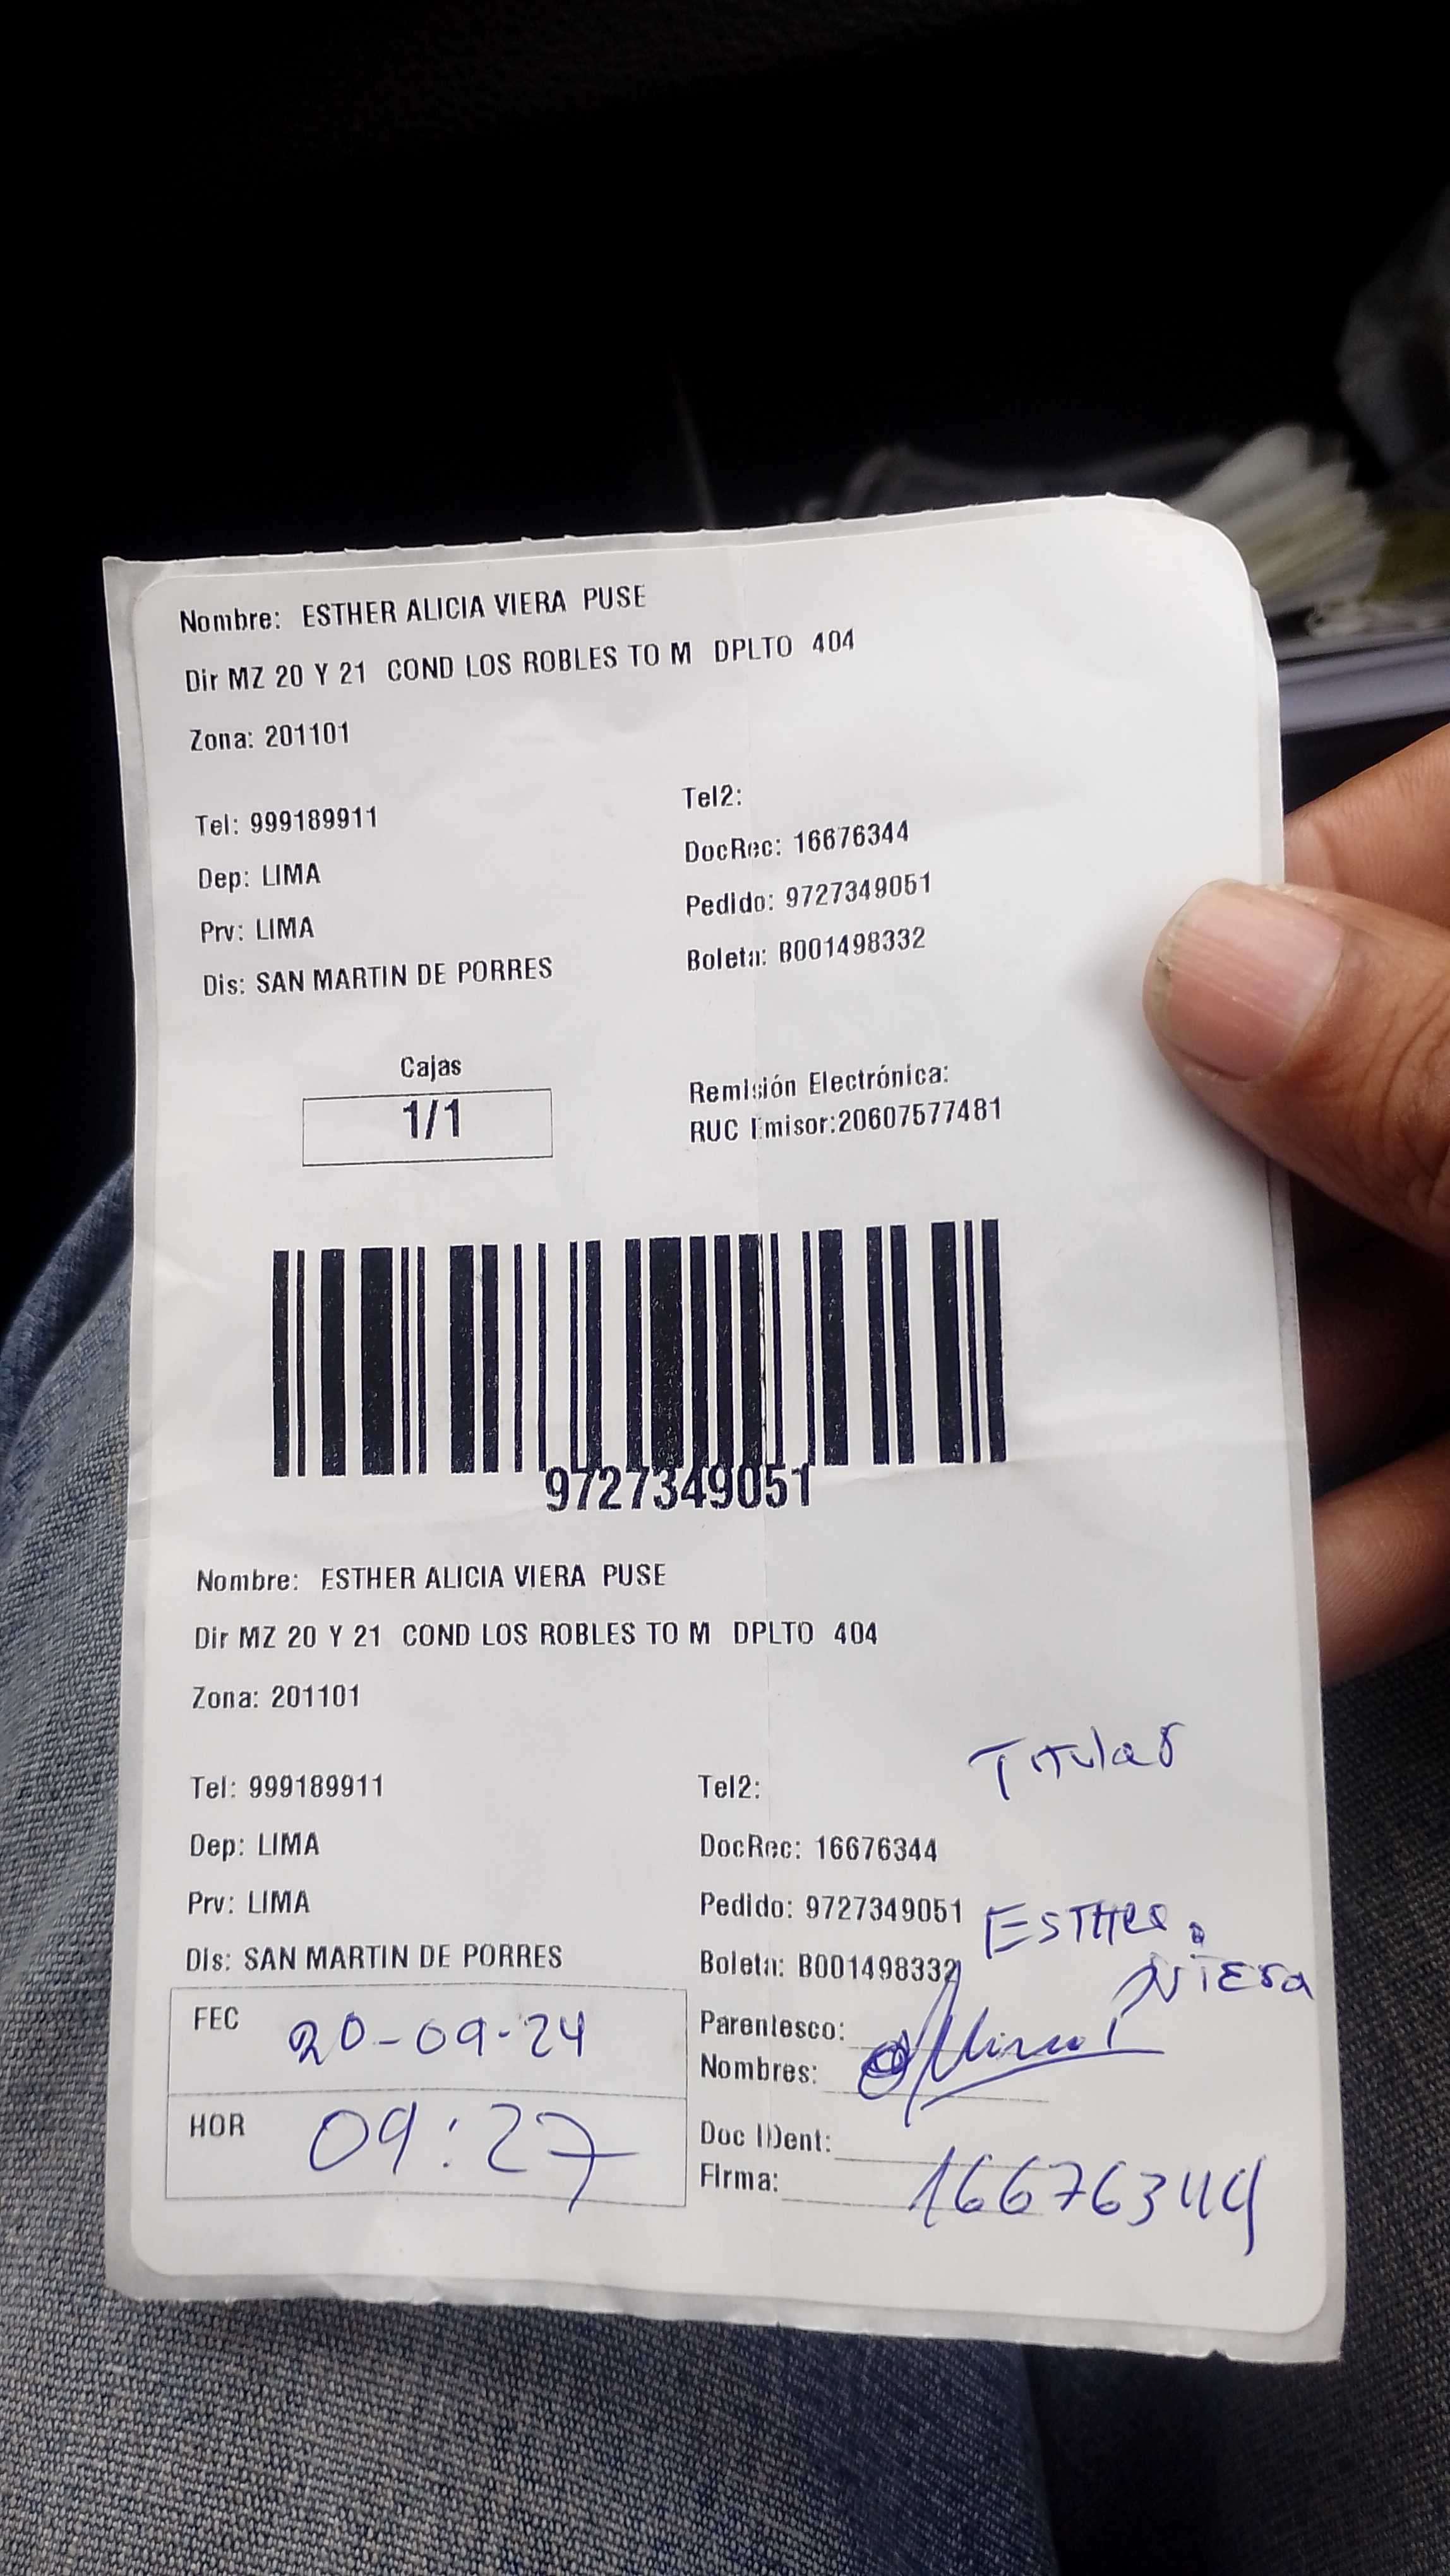 Nombre: ESTHER ALICIA VIERA PUSE
Dir MZ 20 Y 21 COND LOS ROBLES TO M DPLTO 404
Zona: 201101
Tel: 999189911
Tel2:
Dep: LIMA
DocRec: 16676344
Prv: LIMA
Pedido: 9727349051
Dis: SAN MARTIN DE PORRES
Boleta: B001498332
Cajas
1/1
Remisión Electrónica:
RUC Emisor:20607577481
9727349051
Nombre: ESTHER ALICIA VIERA PUSE
Dir MZ 20 Y 21 COND LOS ROBLES TO M DPLTO 404
Zona: 201101
Titular
Tel: 999189911
Tel2:
Dep: LIMA
DocRec: 16676344
Prv: LIMA
Pedido: 9727349051
Esther
Dis: SAN MARTIN DE PORRES
Boleta: B001498332
Viera
FEC 20-09-24
Parentesco:
Nombres:
HOR 09:27
Doc IDent:
Firma: 16676344